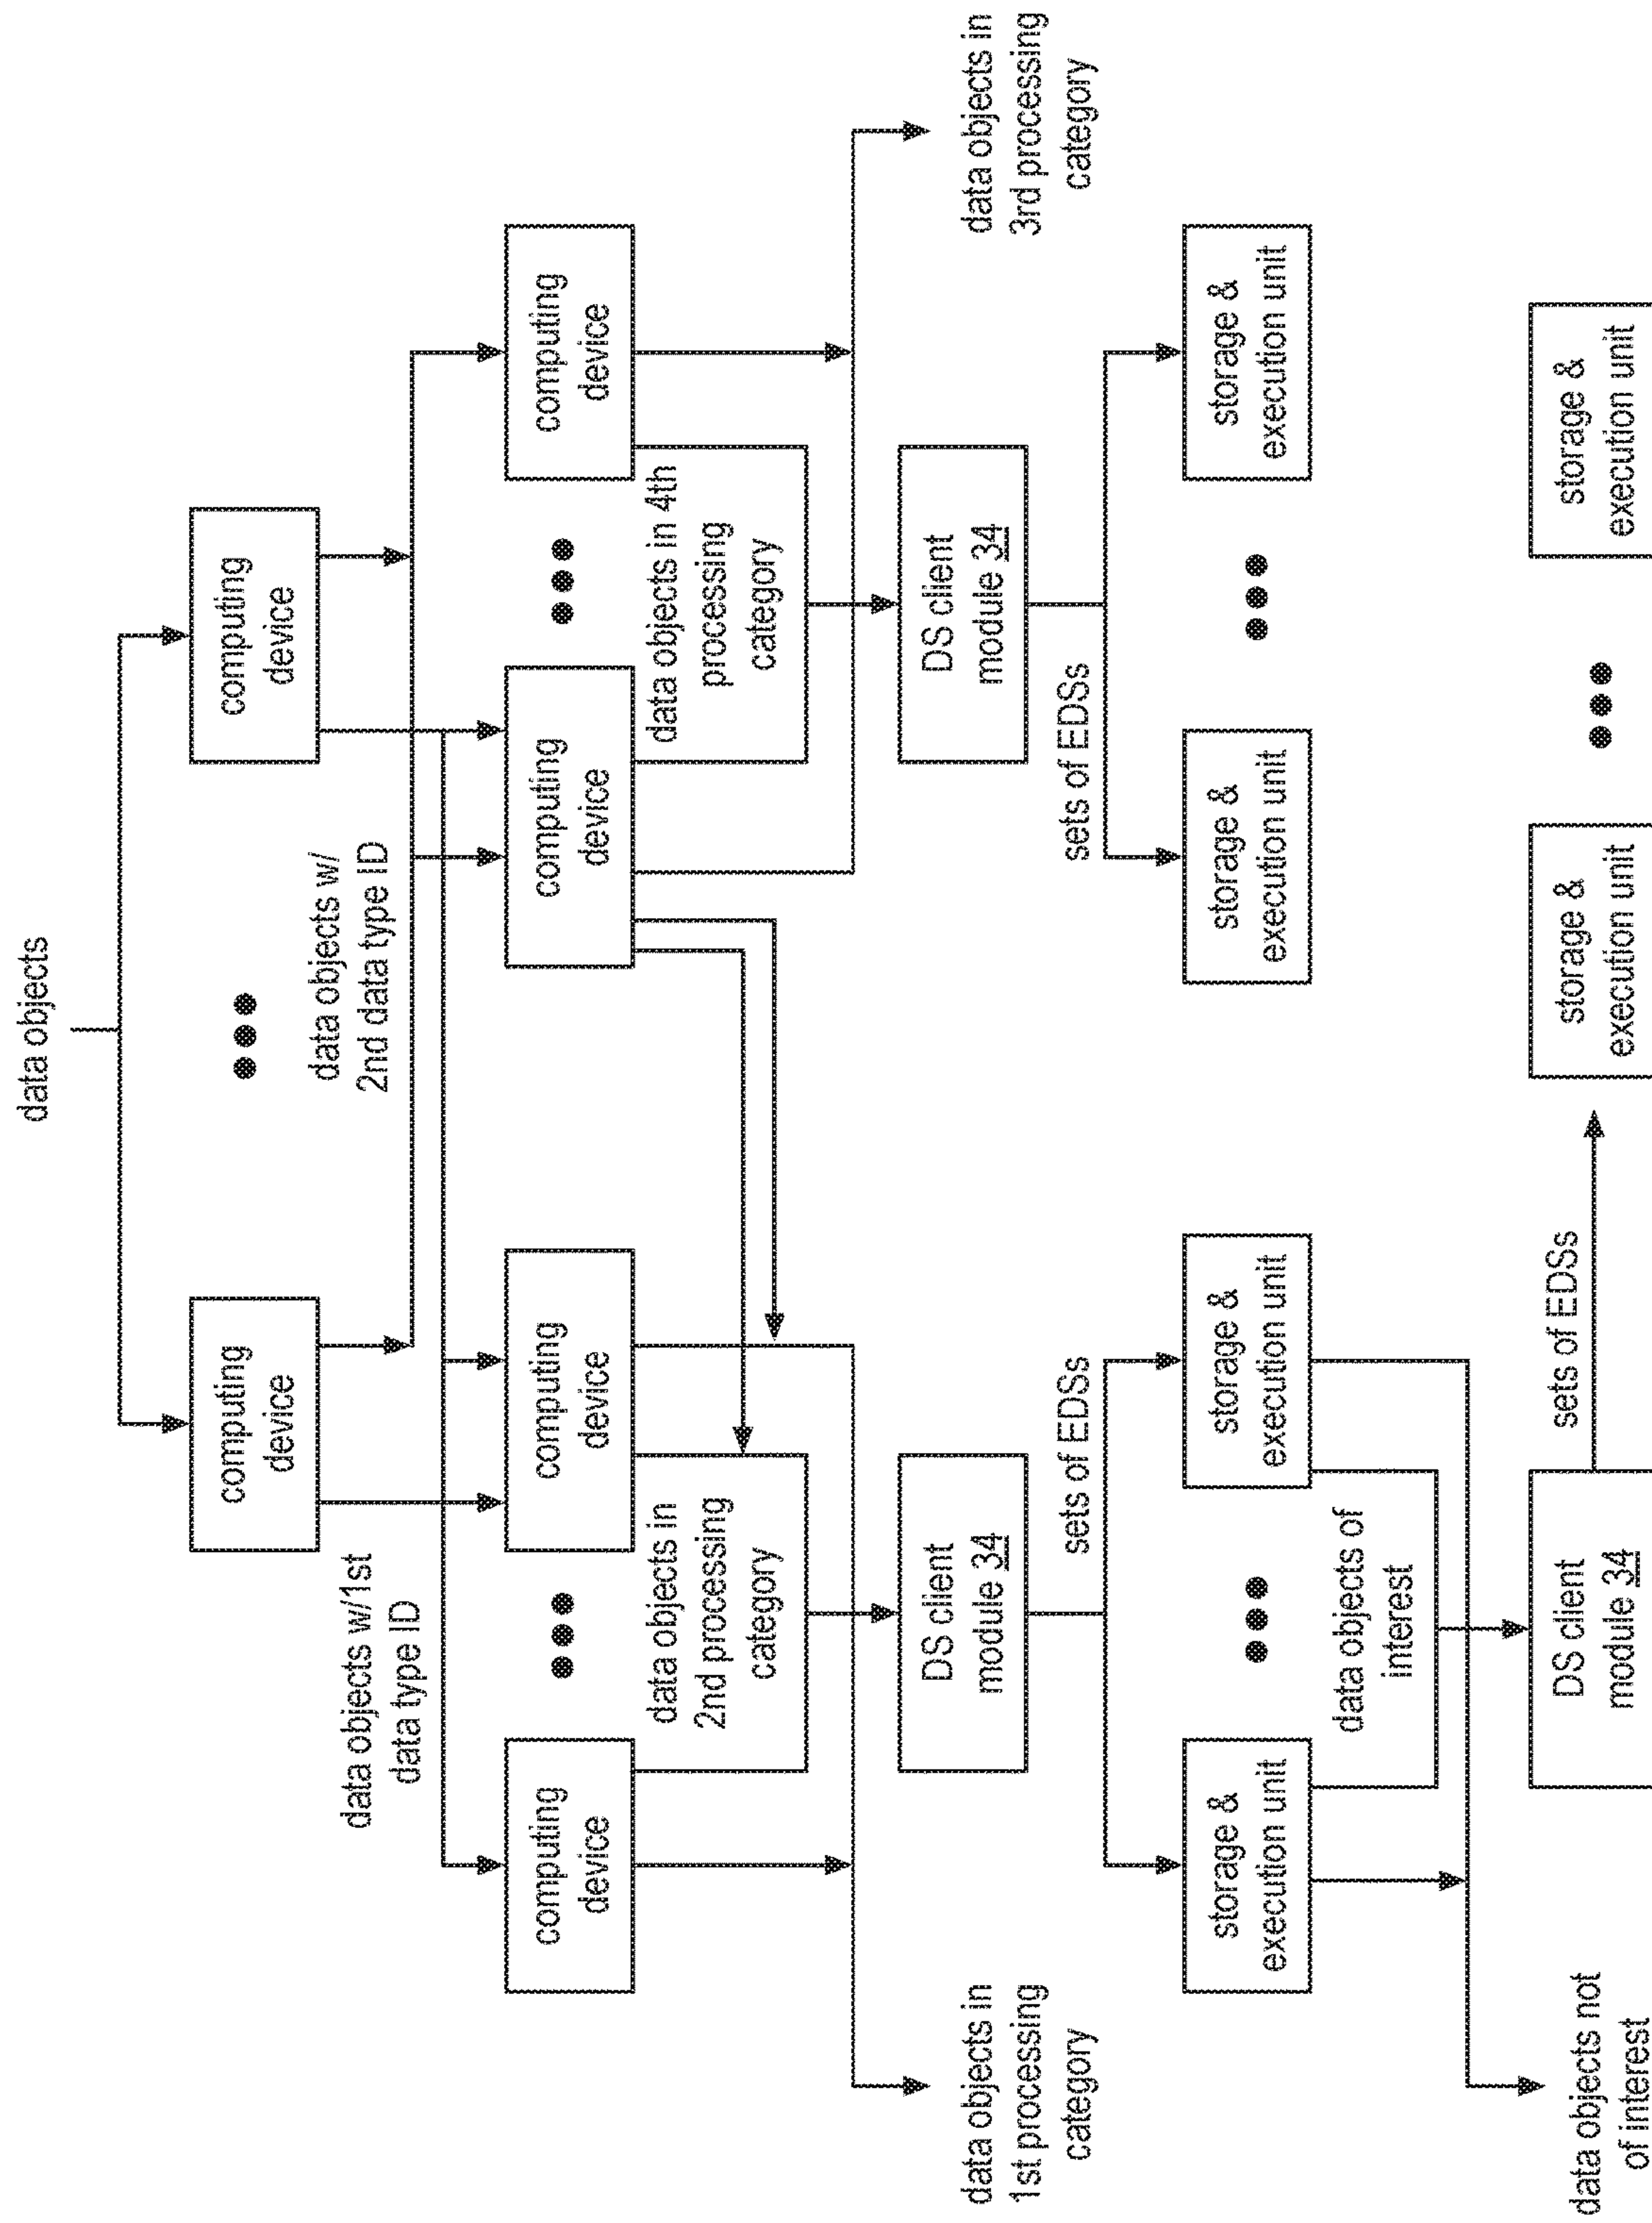 data objects
computing
device
computing
device
data objects w/
2nd data type ID
data objects w/1st
data type ID
computing
device
computing
device
computing
device
computing
device
data objects in
2nd processing
category
data objects in 4th
processing
category
data objects in
1st processing
category
DS client
module 34
DS client
module 34
data objects in
3rd processing
category
sets of EDSs
sets of EDSs
storage &
execution unit
storage &
execution unit
storage &
execution unit
storage &
execution unit
data objects of
interest
data objects not
of interest
DS client
module 34
sets of EDSs
storage &
execution unit
storage &
execution unit